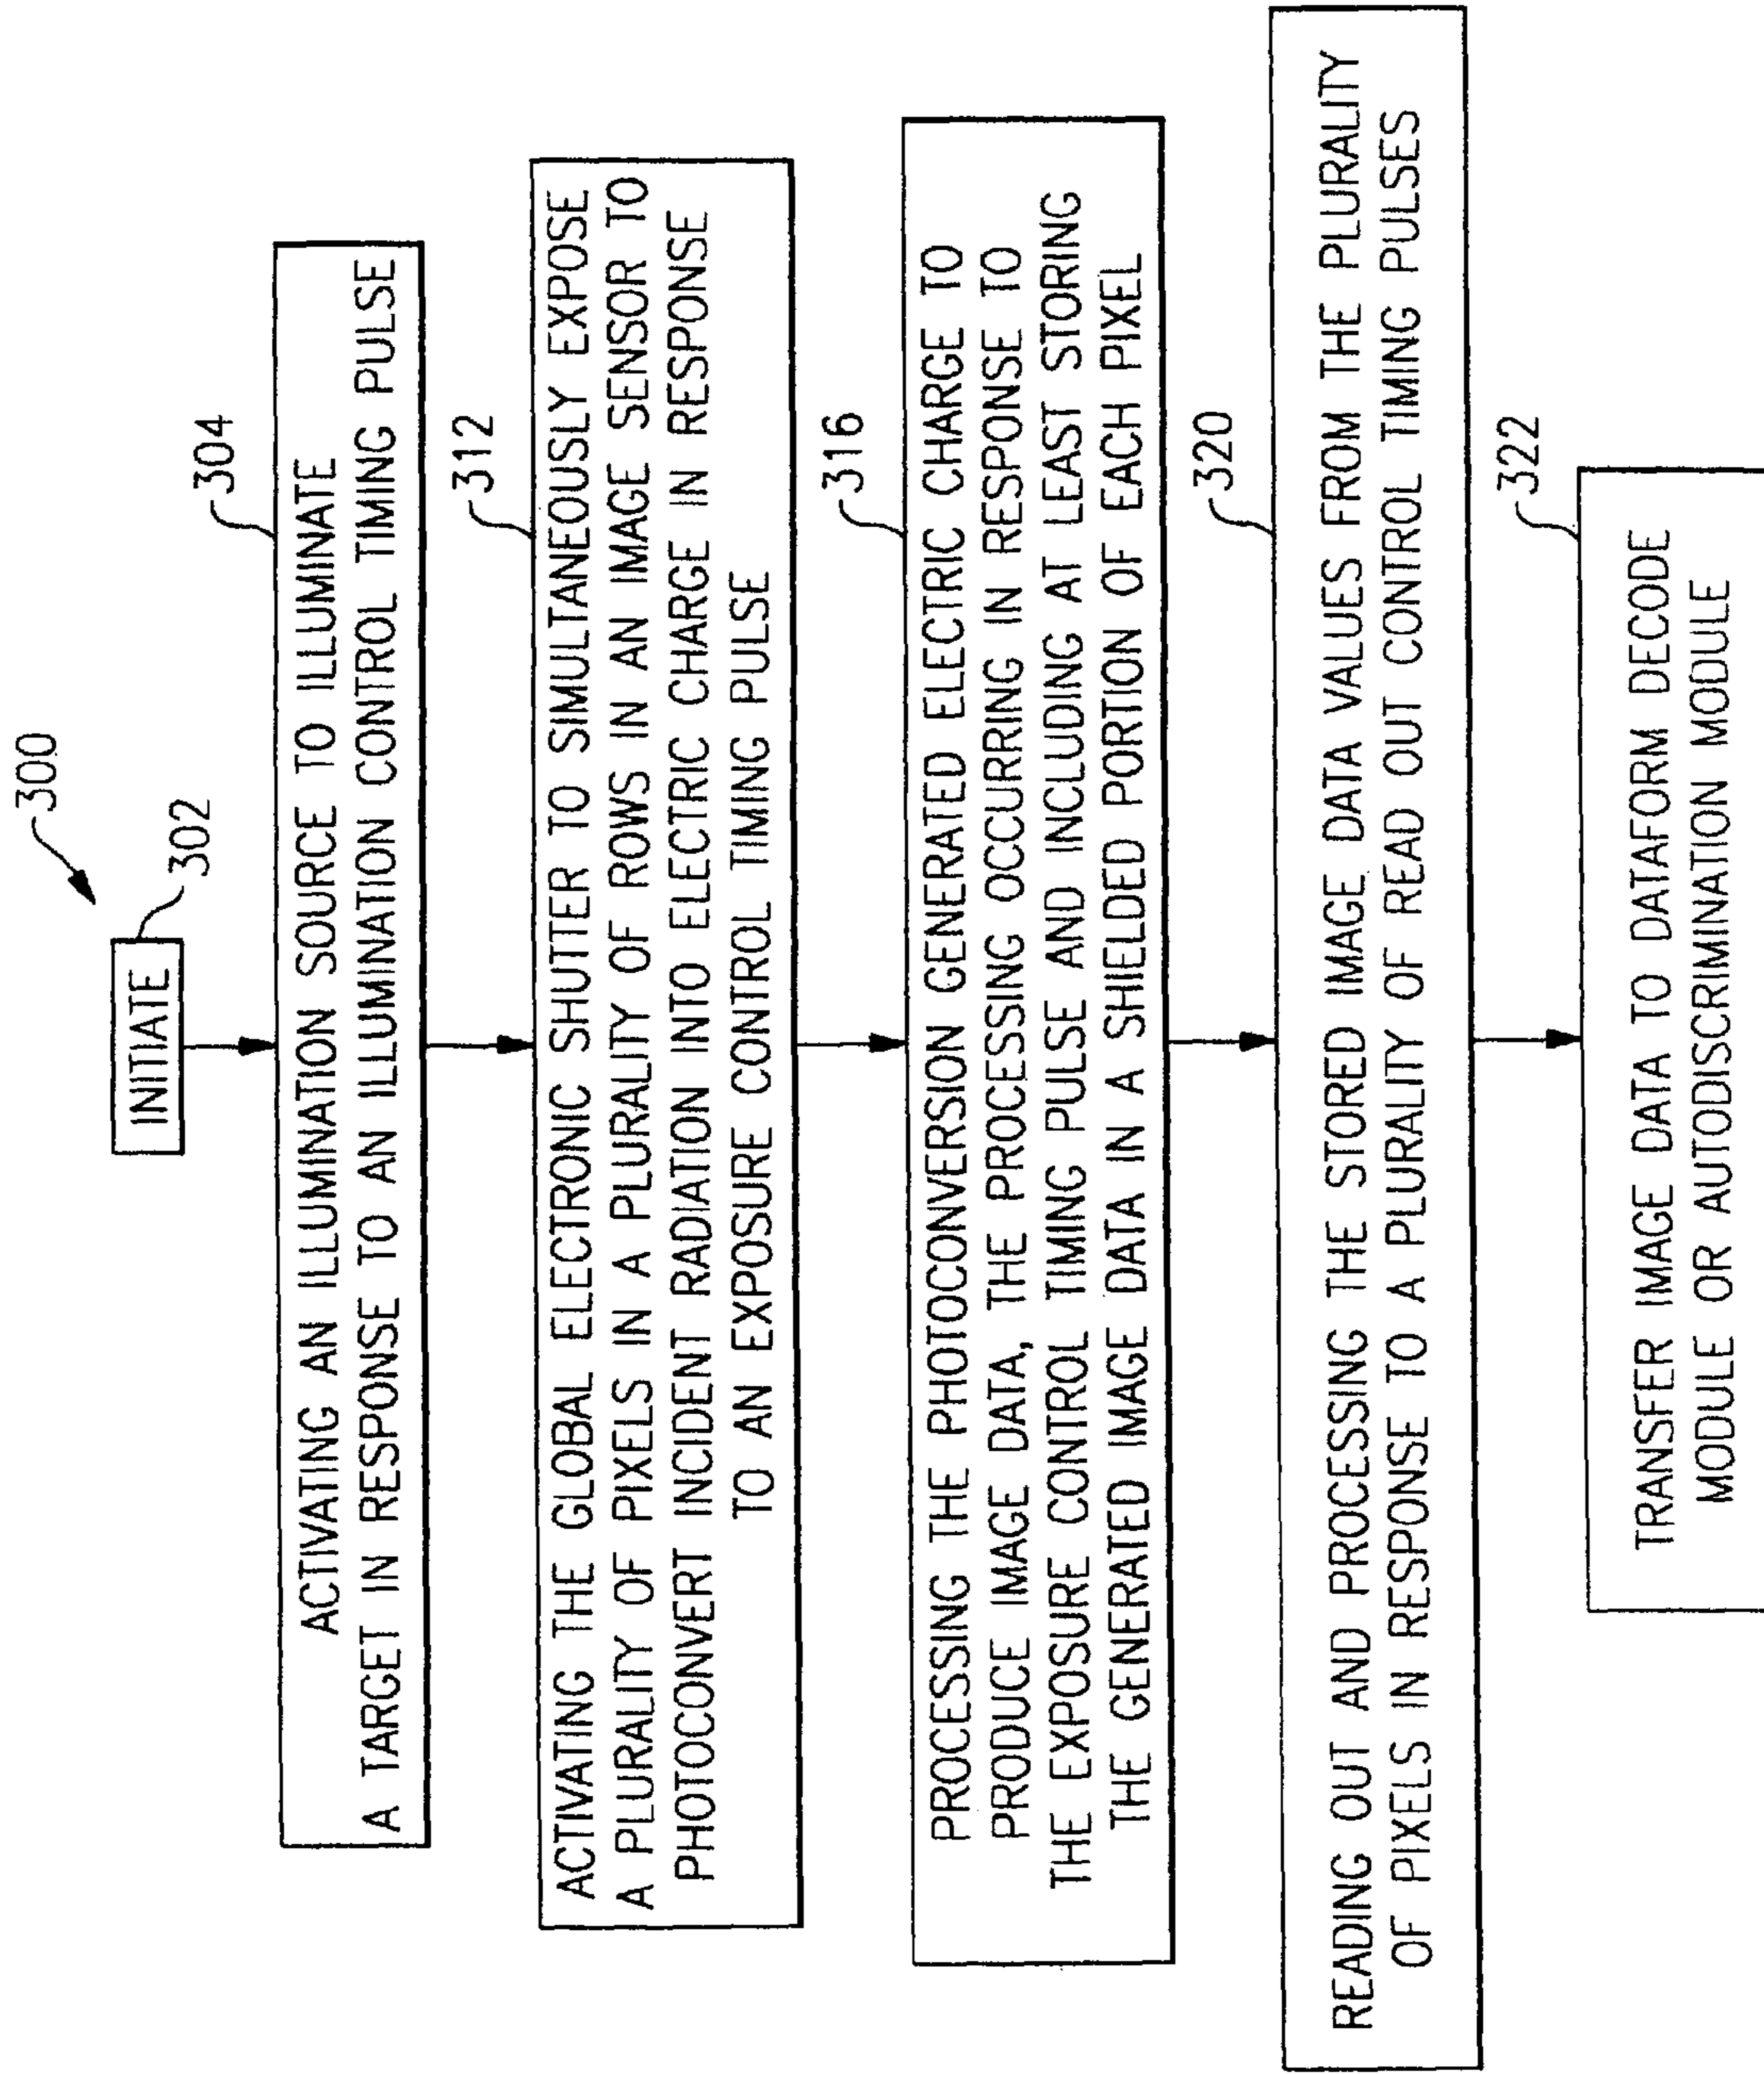 300
INITIATE
302
304
ACTIVATING AN ILLUMINATION SOURCE TO ILLUMINATE
A TARGET IN RESPONSE TO AN ILLUMINATION CONTROL TIMING PULSE
312
ACTIVATING THE GLOBAL ELECTRONIC SHUTTER TO SIMULTANEOUSLY EXPOSE
A PLURALITY OF PIXELS IN A PLURALITY OF ROWS IN AN IMAGE SENSOR TO
PHOTOCONVERT INCIDENT RADIATION INTO ELECTRIC CHARGE IN RESPONSE
TO AN EXPOSURE CONTROL TIMING PULSE
316
PROCESSING THE PHOTOCONVERSION GENERATED ELECTRIC CHARGE TO
PRODUCE IMAGE DATA, THE PROCESSING OCCURRING IN RESPONSE TO
THE EXPOSURE CONTROL TIMING PULSE AND INCLUDING AT LEAST STORING
THE GENERATED IMAGE DATA IN A SHIELDED PORTION OF EACH PIXEL
320
READING OUT AND PROCESSING THE STORED IMAGE DATA VALUES FROM THE PLURALITY
OF PIXELS IN RESPONSE TO A PLURALITY OF READ OUT CONTROL TIMING PULSES
322
TRANSFER IMAGE DATA TO DATAFORM DECODE
MODULE OR AUTODISCRIMINATION MODULE